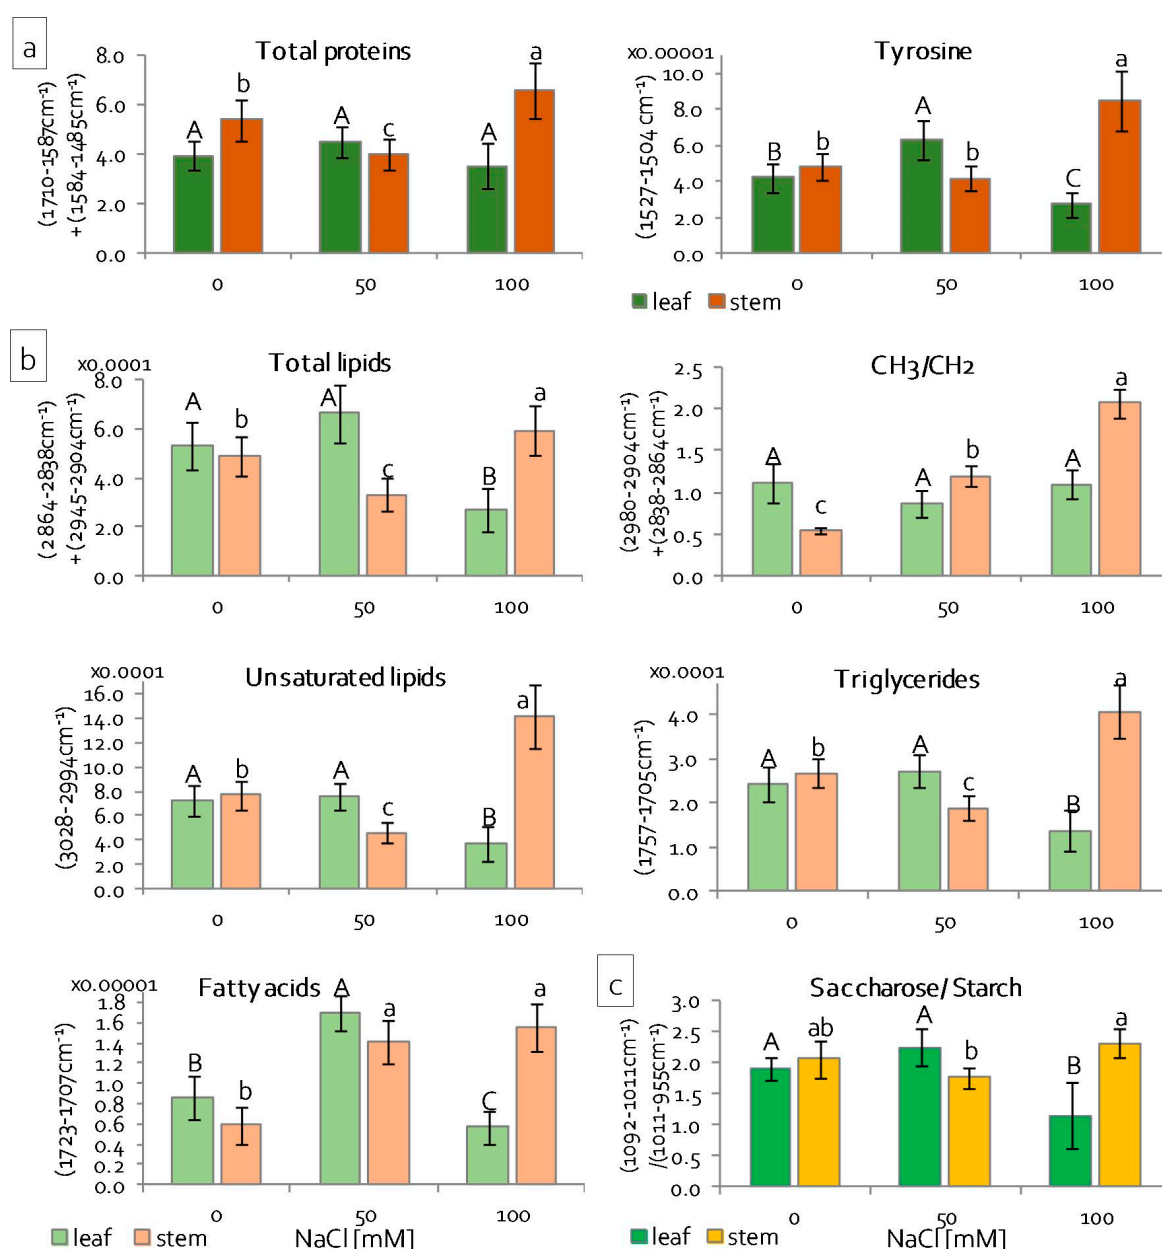 a
Total proteins
(1710-1587cm⁻¹)
+(1584-1485cm⁻¹)
8.0
6.0
4.0
2.0
0.0
A
b
A
c
A
a
0
50
100
x0.00001
Tyrosine
(1527-1504 cm⁻¹)
10.0
8.0
6.0
4.0
2.0
0.0
B
b
A
b
C
a
0
50
100
leaf
stem
b
x0.0001
Total lipids
(2864-2838cm⁻¹)
+(2945-2904cm⁻¹)
8.0
6.0
4.0
2.0
0.0
A
b
A
c
B
a
0
50
100
CH3/CH2
(2980-2904cm⁻¹)
+(2838-2864cm⁻¹)
2.5
2.0
1.5
1.0
0.5
0.0
A
c
A
b
A
a
0
50
100
x0.0001
Unsaturated lipids
(3028-2994cm⁻¹)
16.0
14.0
12.0
10.0
8.0
6.0
4.0
2.0
0.0
A
b
A
c
B
a
0
50
100
x0.0001
Triglycerides
(1757-1705cm⁻¹)
4.0
3.0
2.0
1.0
0.0
A
b
A
c
B
a
0
50
100
x0.00001
Fatty acids
(1723-1707cm⁻¹)
1.8
1.6
1.4
1.2
1.0
0.8
0.6
0.4
0.2
0.0
B
b
A
a
C
a
0
50
100
leaf
stem
NaCl [mM]
c
Saccharose/ Starch
(1092-1011cm⁻¹)
/(1011-955cm⁻¹)
3.0
2.5
2.0
1.5
1.0
0.5
0.0
A
ab
A
b
B
a
0
50
100
leaf
stem
NaCl [mM]